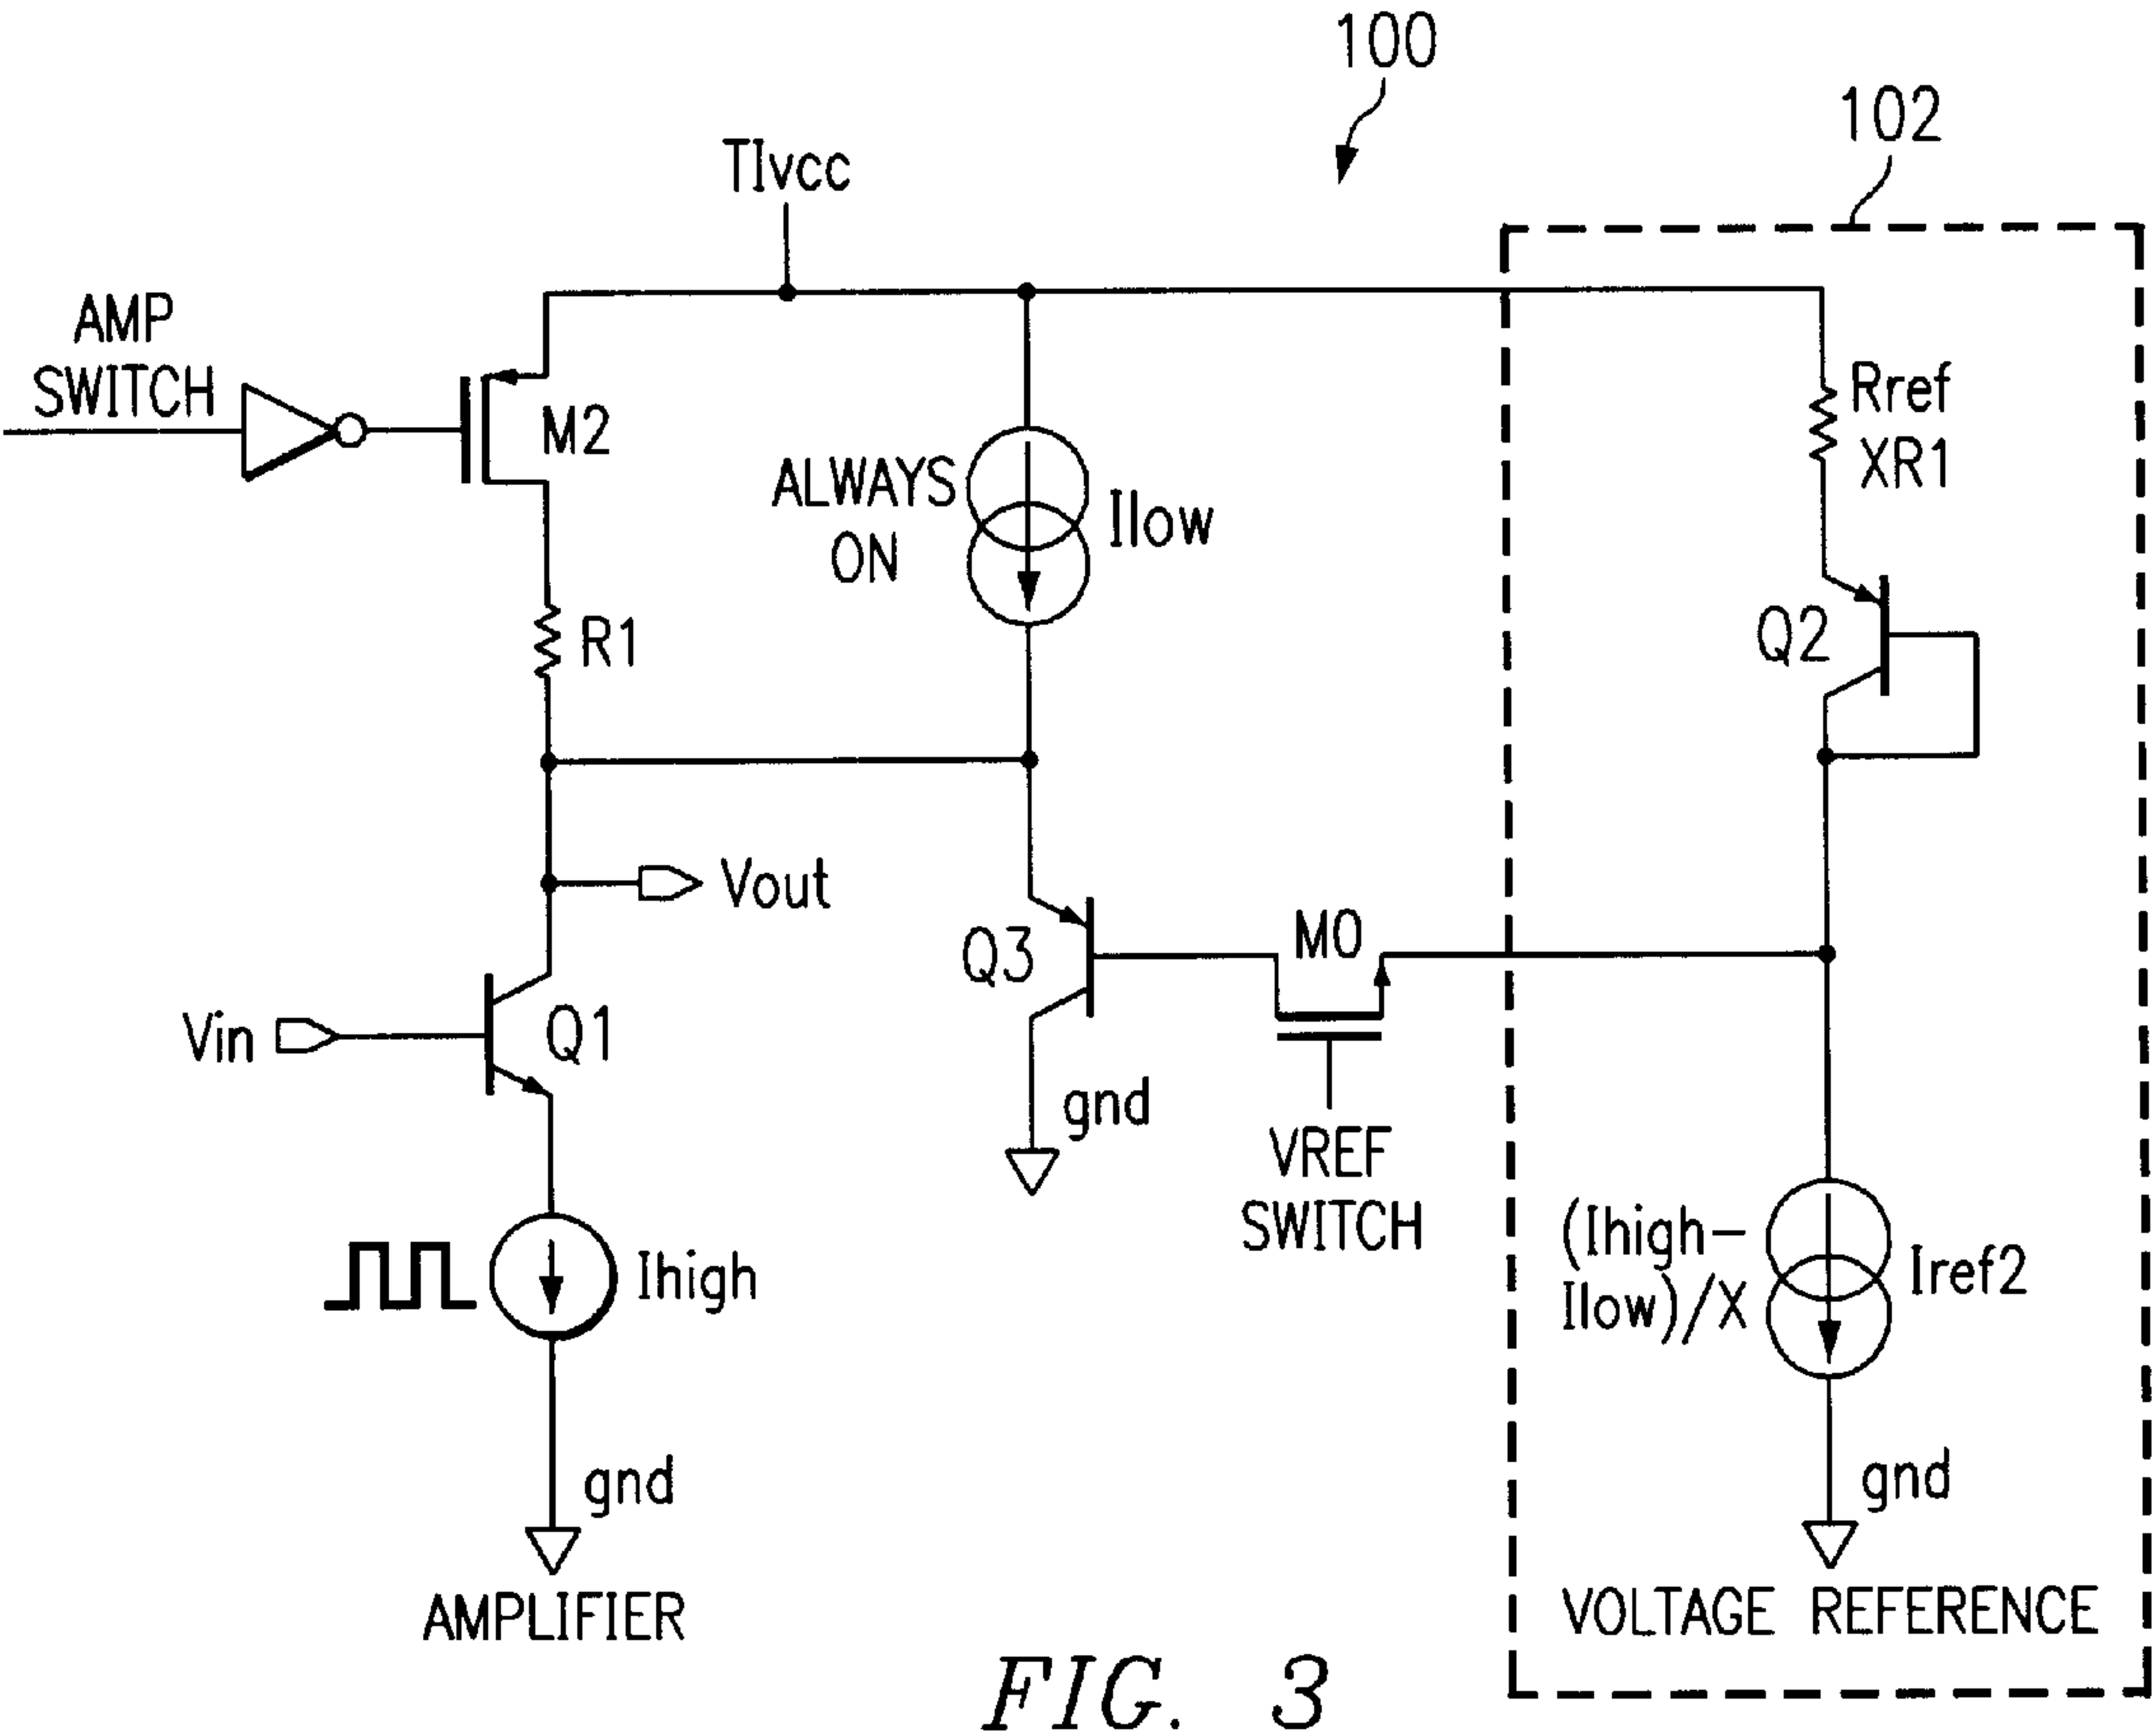 100
102
TIvcc
AMP
SWITCH
M2
Rref
XR1
ALWAYS
ON
Ilow
R1
Q2
Vout
Q3
M0
Vin
Q1
gnd
VREF
SWITCH
Ihigh
(Ihigh-
Ilow)/X
Iref2
gnd
gnd
AMPLIFIER
VOLTAGE REFERENCE
FIG. 3